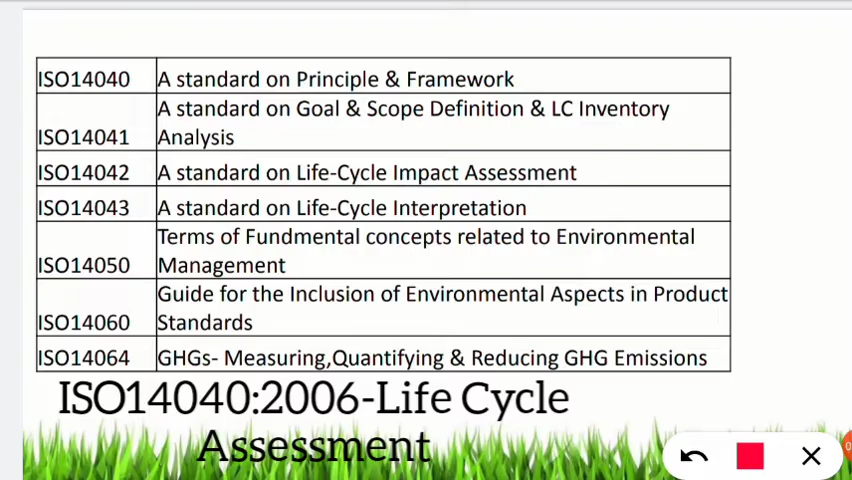 ISO14040 A standard on Principle & Framework
A standard on Goal & Scope Definition & LC Inventory
ISO14041 Analysis
ISO14042 A standard on Life-Cycle Impact Assessment
ISO14043 A standard on Life-Cycle Interpretation
Terms of Fundmental concepts related to Environmental
ISO14050 Management
Guide for the Inclusion of Environmental Aspects in Product
ISO14060 Standards
ISO14064 GHGs- Measuring,Quantifying & Reducing GHG Emissions
ISO14040:2006-Life Cycle
Assessment